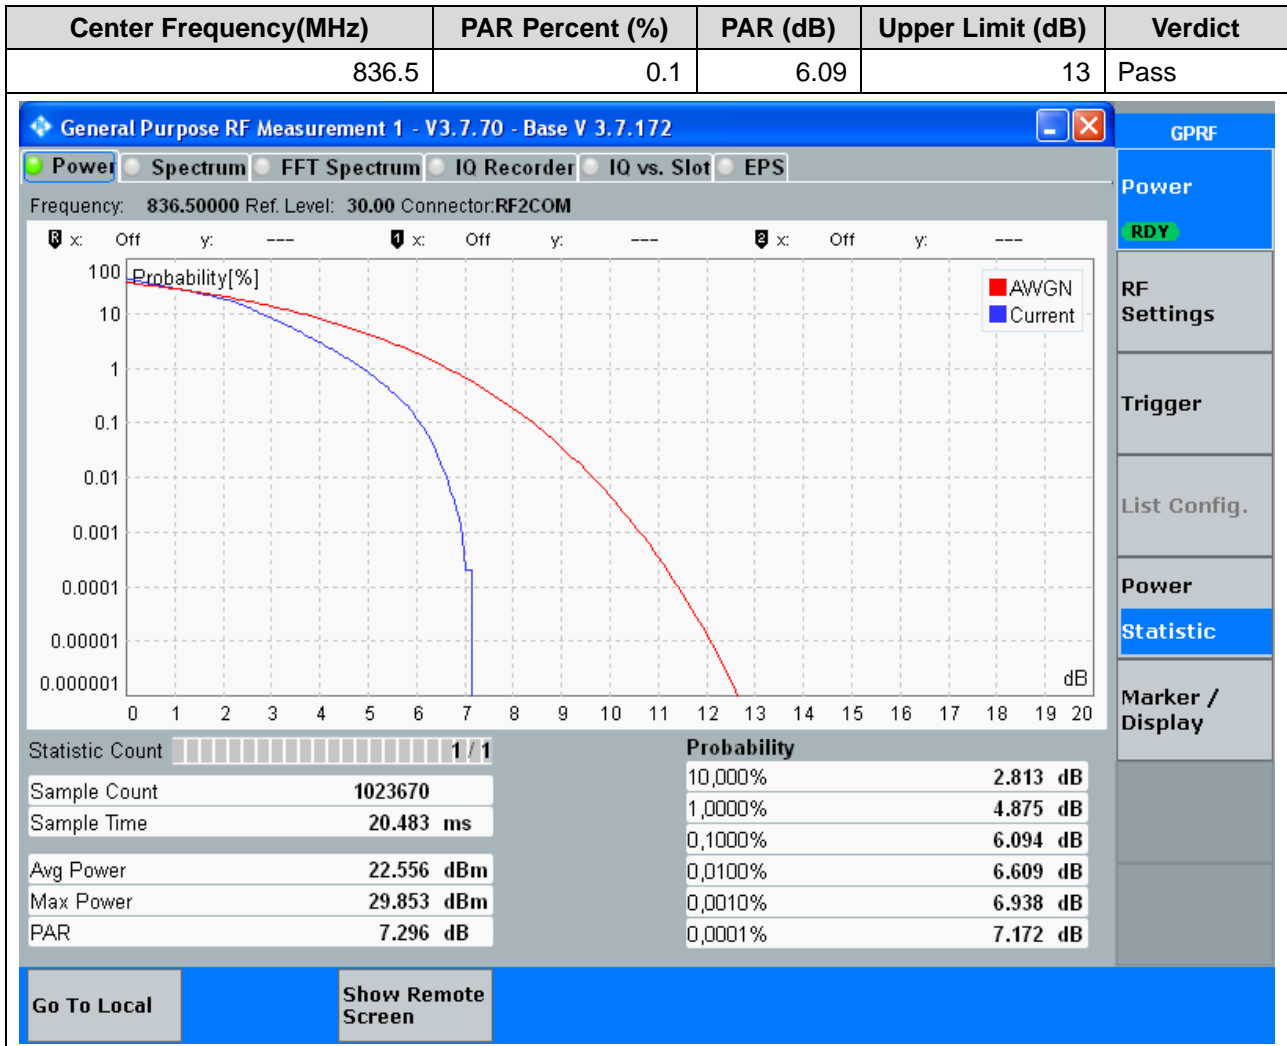 Center Frequency(MHz) PAR Percent (%) PAR (dB) Upper Limit (dB) Verdict
836.5 0.1 6.09 13 Pass
General Purpose RF Measurement 1 - V3.7.70 - Base V 3.7.172
GPRF
Power Spectrum FFT Spectrum IQ Recorder IQ vs. Slot EPS
Power
RDY
Frequency: 836.50000 Ref. Level: 30.00 Connector:RF2COM
R x: Off y: --- 1 x: Off y: --- 2 x: Off y: ---
100 Probability[%]
AWGN
Current
RF
Settings
10
1
Trigger
0.1
0.01
List Config.
0.001
0.0001
Power
0.00001
Statistic
0.000001
dB
Marker /
Display
0 1 2 3 4 5 6 7 8 9 10 11 12 13 14 15 16 17 18 19 20
Statistic Count 1 / 1
Probability
Sample Count 1023670
Sample Time 20.483 ms
Avg Power 22.556 dBm
Max Power 29.853 dBm
PAR 7.296 dB
10,000% 2.813 dB
1,0000% 4.875 dB
0,1000% 6.094 dB
0,0100% 6.609 dB
0,0010% 6.938 dB
0,0001% 7.172 dB
Go To Local
Show Remote
Screen